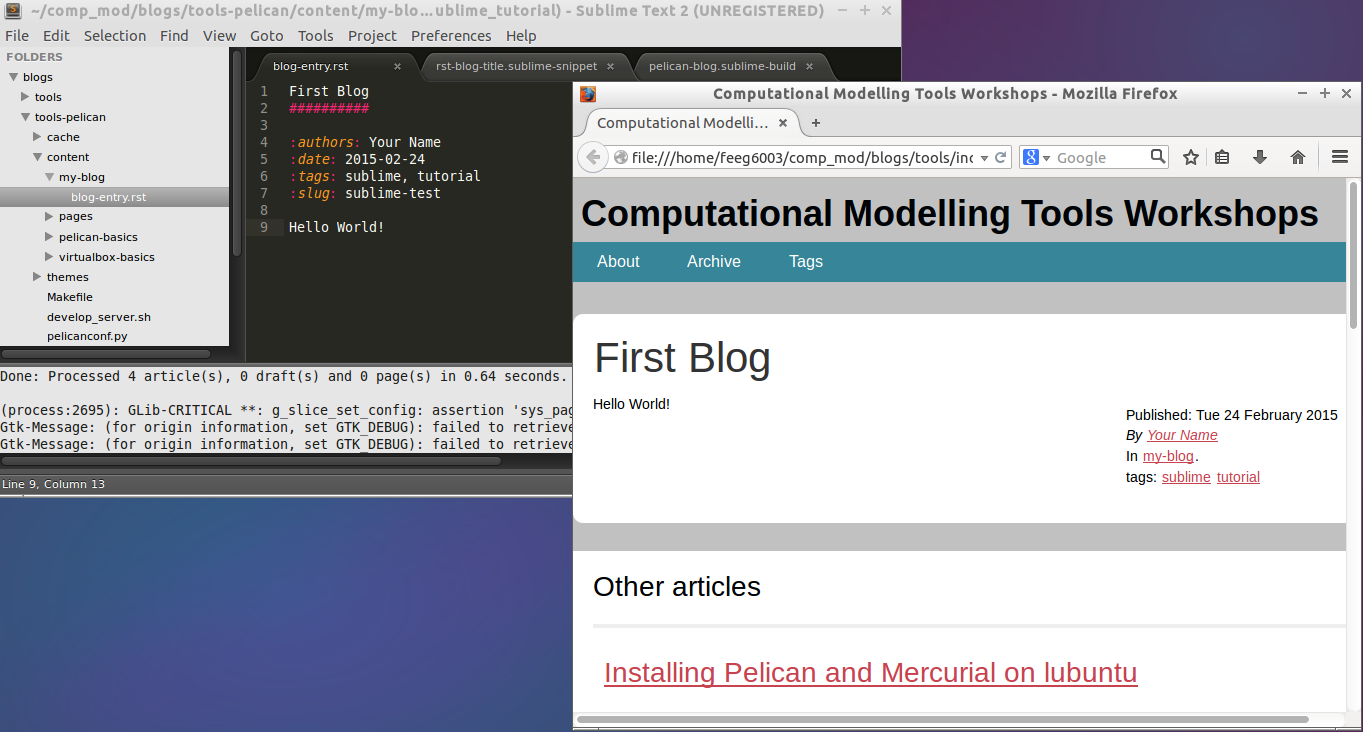 ~/comp_mod/blogs/tools-pelican/content/my-blo…ublime_tutorial) - Sublime Text 2 (UNREGISTERED)
File Edit Selection Find View Goto Tools Project Preferences Help
FOLDERS
blogs
tools
tools-pelican
cache
content
my-blog
blog-entry.rst
pages
pelican-basics
virtualbox-basics
themes
Makefile
develop_server.sh
pelicanconf.py
blog-entry.rst × rst-blog-title.sublime-snippet × pelican-blog.sublime-build ×
1 First Blog
2 ##########
3
4 :authors: Your Name
5 :date: 2015-02-24
6 :tags: sublime, tutorial
7 :slug: sublime-test
8
9 Hello World!
Done: Processed 4 article(s), 0 draft(s) and 0 page(s) in 0.64 seconds.
(process:2695): GLib-CRITICAL **: g_slice_set_config: assertion 'sys_pag
Gtk-Message: (for origin information, set GTK_DEBUG): failed to retrieve
Gtk-Message: (for origin information, set GTK_DEBUG): failed to retrieve
Line 9, Column 13
Computational Modelling Tools Workshops - Mozilla Firefox
Computational Modelli… × +
file:///home/feeg6003/comp_mod/blogs/tools/inc
8 Google
Computational Modelling Tools Workshops
About Archive Tags
First Blog
Hello World!
Published: Tue 24 February 2015
By Your Name
In my-blog.
tags: sublime tutorial
Other articles
Installing Pelican and Mercurial on lubuntu